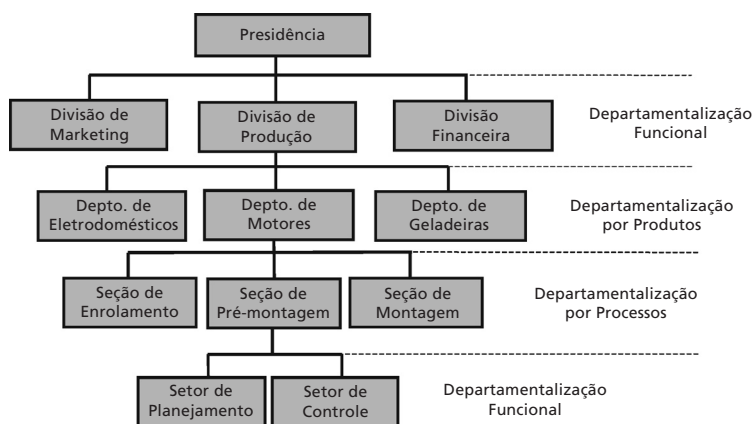 Presidência
Divisão de
Marketing
Divisão de
Produção
Divisão
Financeira
Departamentalização
Funcional
Depto. de
Eletrodomésticos
Depto. de
Motores
Depto. de
Geladeiras
Departamentalização
por Produtos
Seção de
Enrolamento
Seção de
Pré-montagem
Seção de
Montagem
Departamentalização
por Processos
Setor de
Planejamento
Setor de
Controle
Departamentalização
Funcional